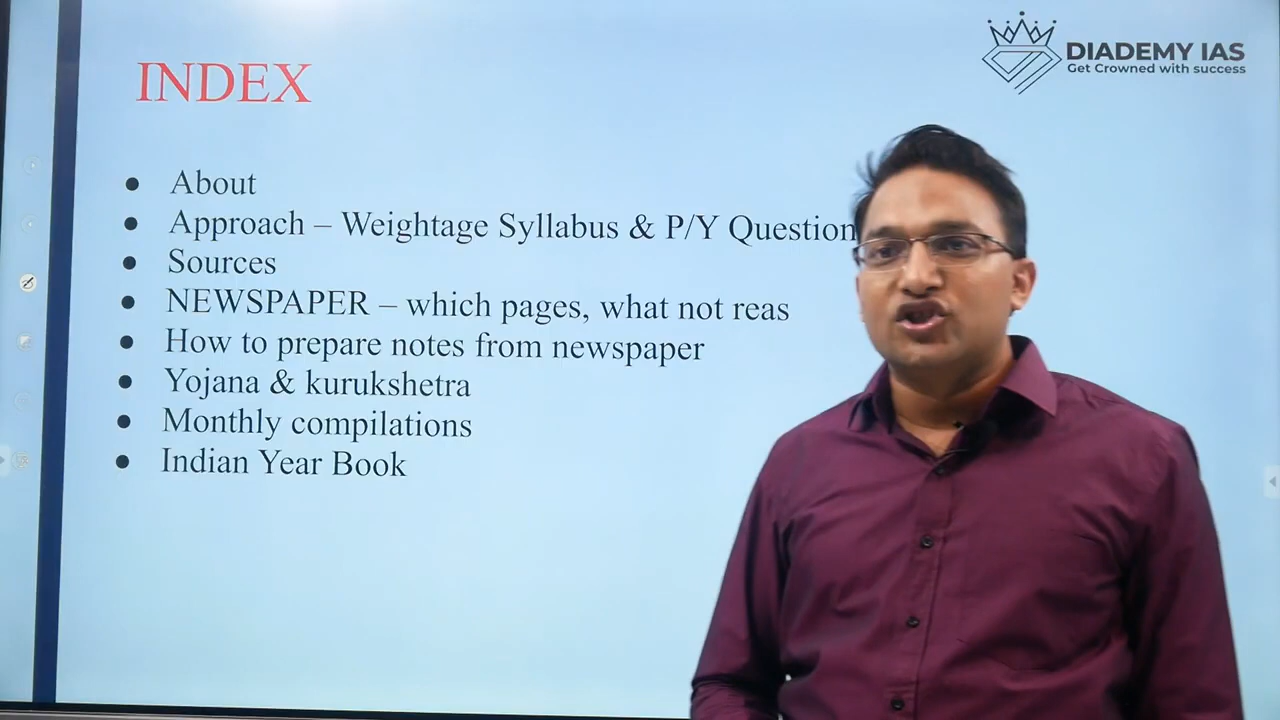 DIADEMY IAS
Get Crowned with success
INDEX
● About
● Approach – Weightage Syllabus & P/Y Question
● Sources
● NEWSPAPER – which pages, what not reas
● How to prepare notes from newspaper
● Yojana & kurukshetra
● Monthly compilations
● Indian Year Book